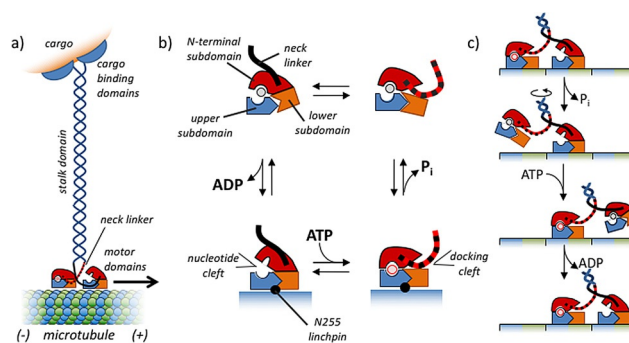 a)
cargo
cargo
binding
domains
stalk domain
neck linker
motor
domains
(-)
microtubule
(+)
b)
N-terminal
subdomain
neck
linker
upper
subdomain
lower
subdomain
ADP
Pi
ATP
nucleotide
cleft
docking
cleft
N255
linchpin
c)
Pi
ATP
ADP